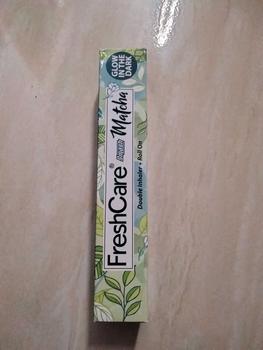 GLOW
IN THE
DARK
FreshCare®
Matcha
Double Inhaler + Roll On